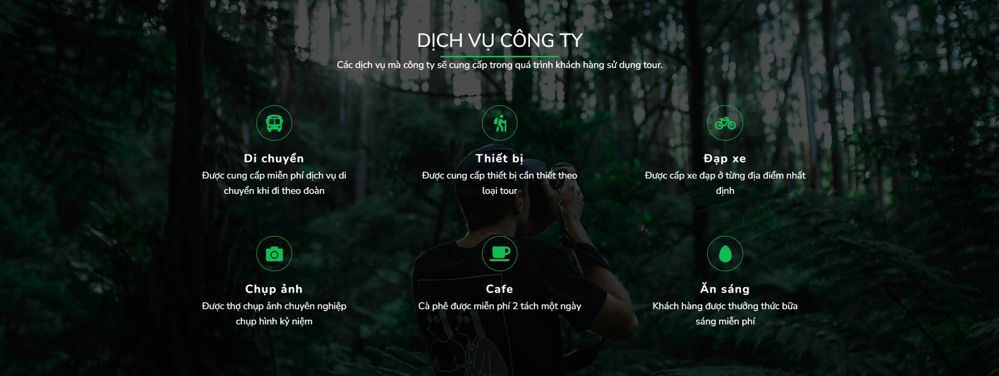 DỊCH VỤ CÔNG TY
Các dịch vụ mà công ty sẽ cung cấp trong quá trình khách hàng sử dụng tour.
Di chuyển
Được cung cấp miễn phí dịch vụ di
chuyển khi đi theo đoàn
Thiết bị
Được cung cấp thiết bị cần thiết theo
loại tour
Đạp xe
Được cấp xe đạp ở từng địa điểm nhất
định
Chụp ảnh
Được thợ chụp ảnh chuyên nghiệp
chụp hình kỷ niệm
Cafe
Cà phê được miễn phí 2 tách một ngày
Ăn sáng
Khách hàng được thưởng thức bữa
sáng miễn phí